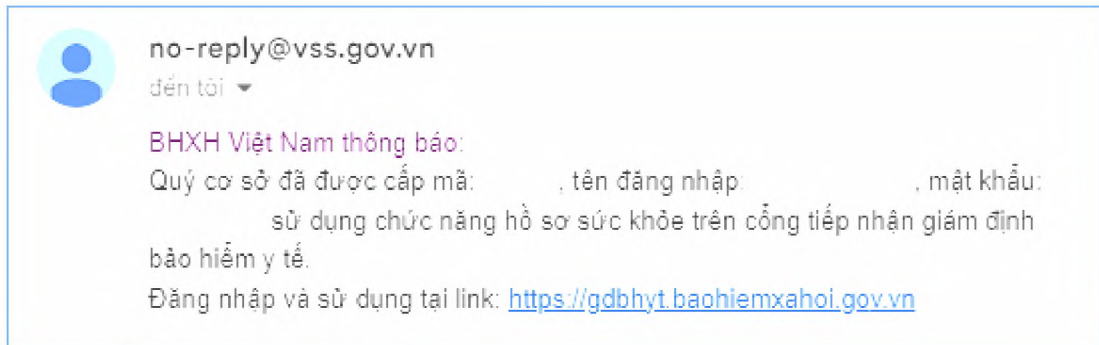 no-reply@vss.gov.vn
đến tôi
BHXH Việt Nam thông báo:
Quý cơ sở đã được cấp mã: , tên đăng nhập: , mật khẩu:
sử dụng chức năng hồ sơ sức khỏe trên cổng tiếp nhận giám định
bảo hiểm y tế.
Đăng nhập và sử dụng tại link: https://gdbhyt.baohiemxahoi.gov.vn